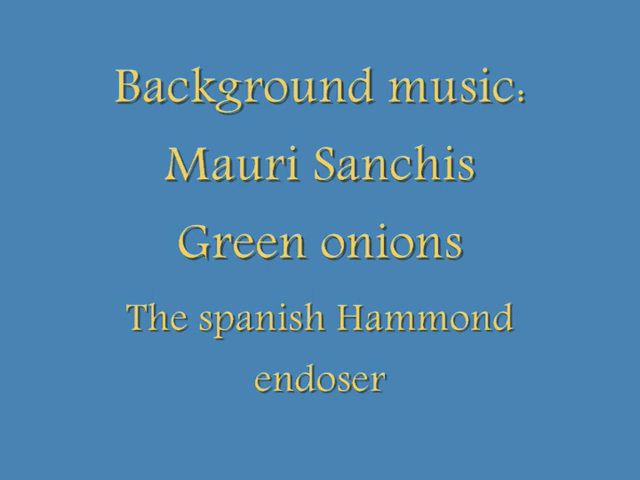 Background music:
Mauri Sanchis
Green onions
The spanish Hammond
endoser